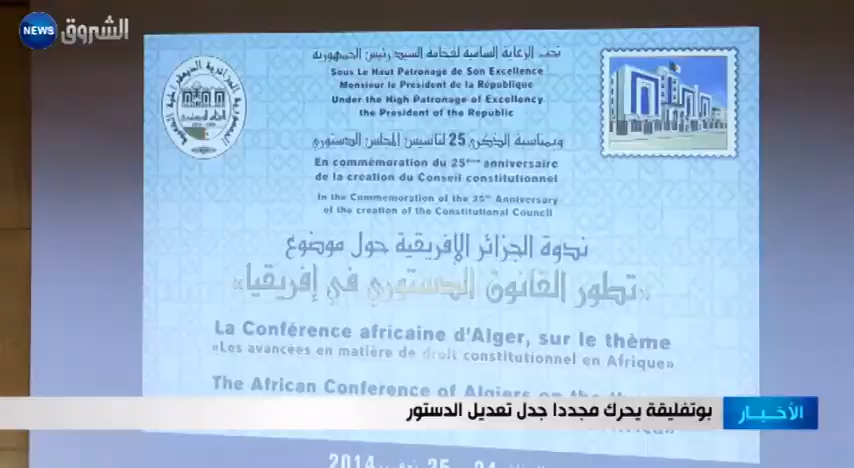 NEWS الشروق
تحت الرعاية السامية لفخامة السيد رئيس الجمهورية
Sous Le Haut Patronage de Son Excellence
Monsieur le Président de la République
Under the High Patronage of Excellency
the President of the Republic
وبمناسبة الذكرى 25 لتأسيس المجلس الدستوري
En commémoration du 25ème anniversaire
de la création du Conseil constitutionnel
In the Commemoration of the 25th Anniversary
of the creation of the Constitutional Council
ندوة الجزائر الإفريقية حول موضوع
«تطور القانون الدستوري في إفريقيا»
La Conférence africaine d'Alger, sur le thème
«Les avancées en matière de droit constitutionnel en Afrique»
The African Conference of Algiers on the
الأخبار
بوتفليقة يحرك مجددا جدل تعديل الدستور
2014